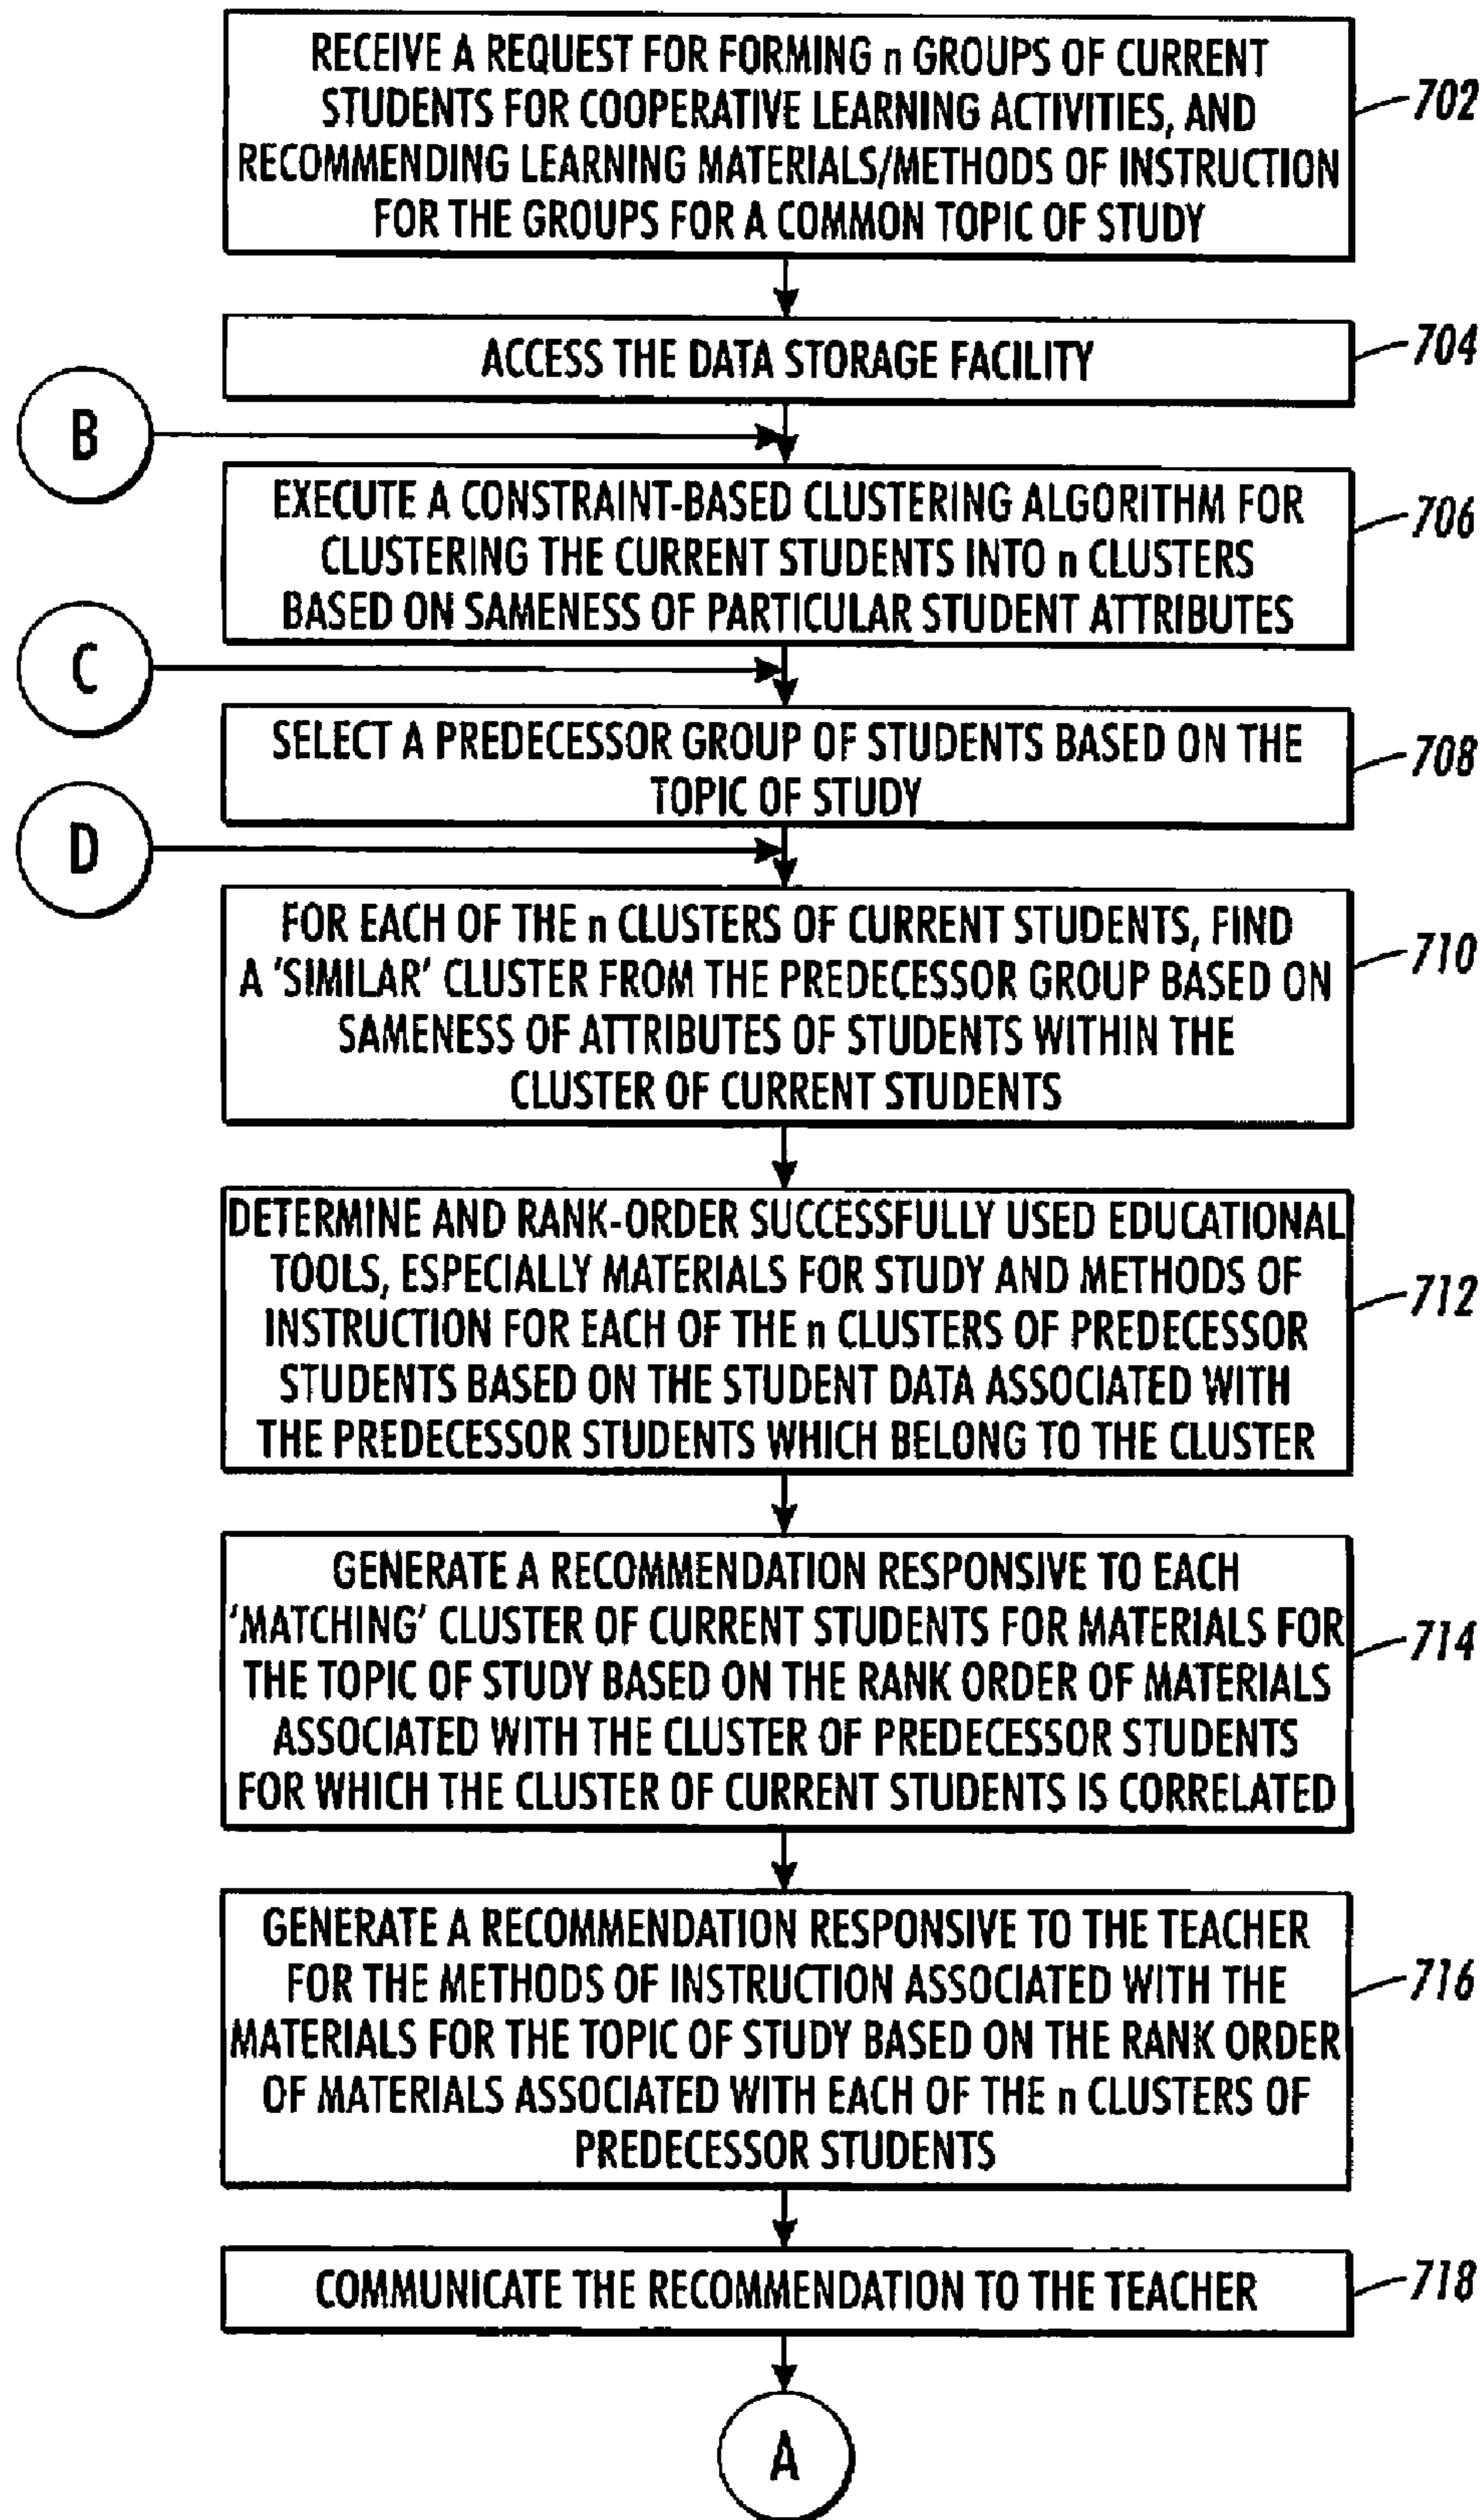 RECEIVE A REQUEST FOR FORMING n GROUPS OF CURRENT
STUDENTS FOR COOPERATIVE LEARNING ACTIVITIES, AND
RECOMMENDING LEARNING MATERIALS/METHODS OF INSTRUCTION
FOR THE GROUPS FOR A COMMON TOPIC OF STUDY
702
ACCESS THE DATA STORAGE FACILITY
704
B
EXECUTE A CONSTRAINT-BASED CLUSTERING ALGORITHM FOR
CLUSTERING THE CURRENT STUDENTS INTO n CLUSTERS
BASED ON SAMENESS OF PARTICULAR STUDENT ATTRIBUTES
706
C
SELECT A PREDECESSOR GROUP OF STUDENTS BASED ON THE
TOPIC OF STUDY
708
D
FOR EACH OF THE n CLUSTERS OF CURRENT STUDENTS, FIND
A 'SIMILAR' CLUSTER FROM THE PREDECESSOR GROUP BASED ON
SAMENESS OF ATTRIBUTES OF STUDENTS WITHIN THE
CLUSTER OF CURRENT STUDENTS
710
DETERMINE AND RANK-ORDER SUCCESSFULLY USED EDUCATIONAL
TOOLS, ESPECIALLY MATERIALS FOR STUDY AND METHODS OF
INSTRUCTION FOR EACH OF THE n CLUSTERS OF PREDECESSOR
STUDENTS BASED ON THE STUDENT DATA ASSOCIATED WITH
THE PREDECESSOR STUDENTS WHICH BELONG TO THE CLUSTER
712
GENERATE A RECOMMENDATION RESPONSIVE TO EACH
'MATCHING' CLUSTER OF CURRENT STUDENTS FOR MATERIALS FOR
THE TOPIC OF STUDY BASED ON THE RANK ORDER OF MATERIALS
ASSOCIATED WITH THE CLUSTER OF PREDECESSOR STUDENTS
FOR WHICH THE CLUSTER OF CURRENT STUDENTS IS CORRELATED
714
GENERATE A RECOMMENDATION RESPONSIVE TO THE TEACHER
FOR THE METHODS OF INSTRUCTION ASSOCIATED WITH THE
MATERIALS FOR THE TOPIC OF STUDY BASED ON THE RANK ORDER
OF MATERIALS ASSOCIATED WITH EACH OF THE n CLUSTERS OF
PREDECESSOR STUDENTS
716
COMMUNICATE THE RECOMMENDATION TO THE TEACHER
718
A